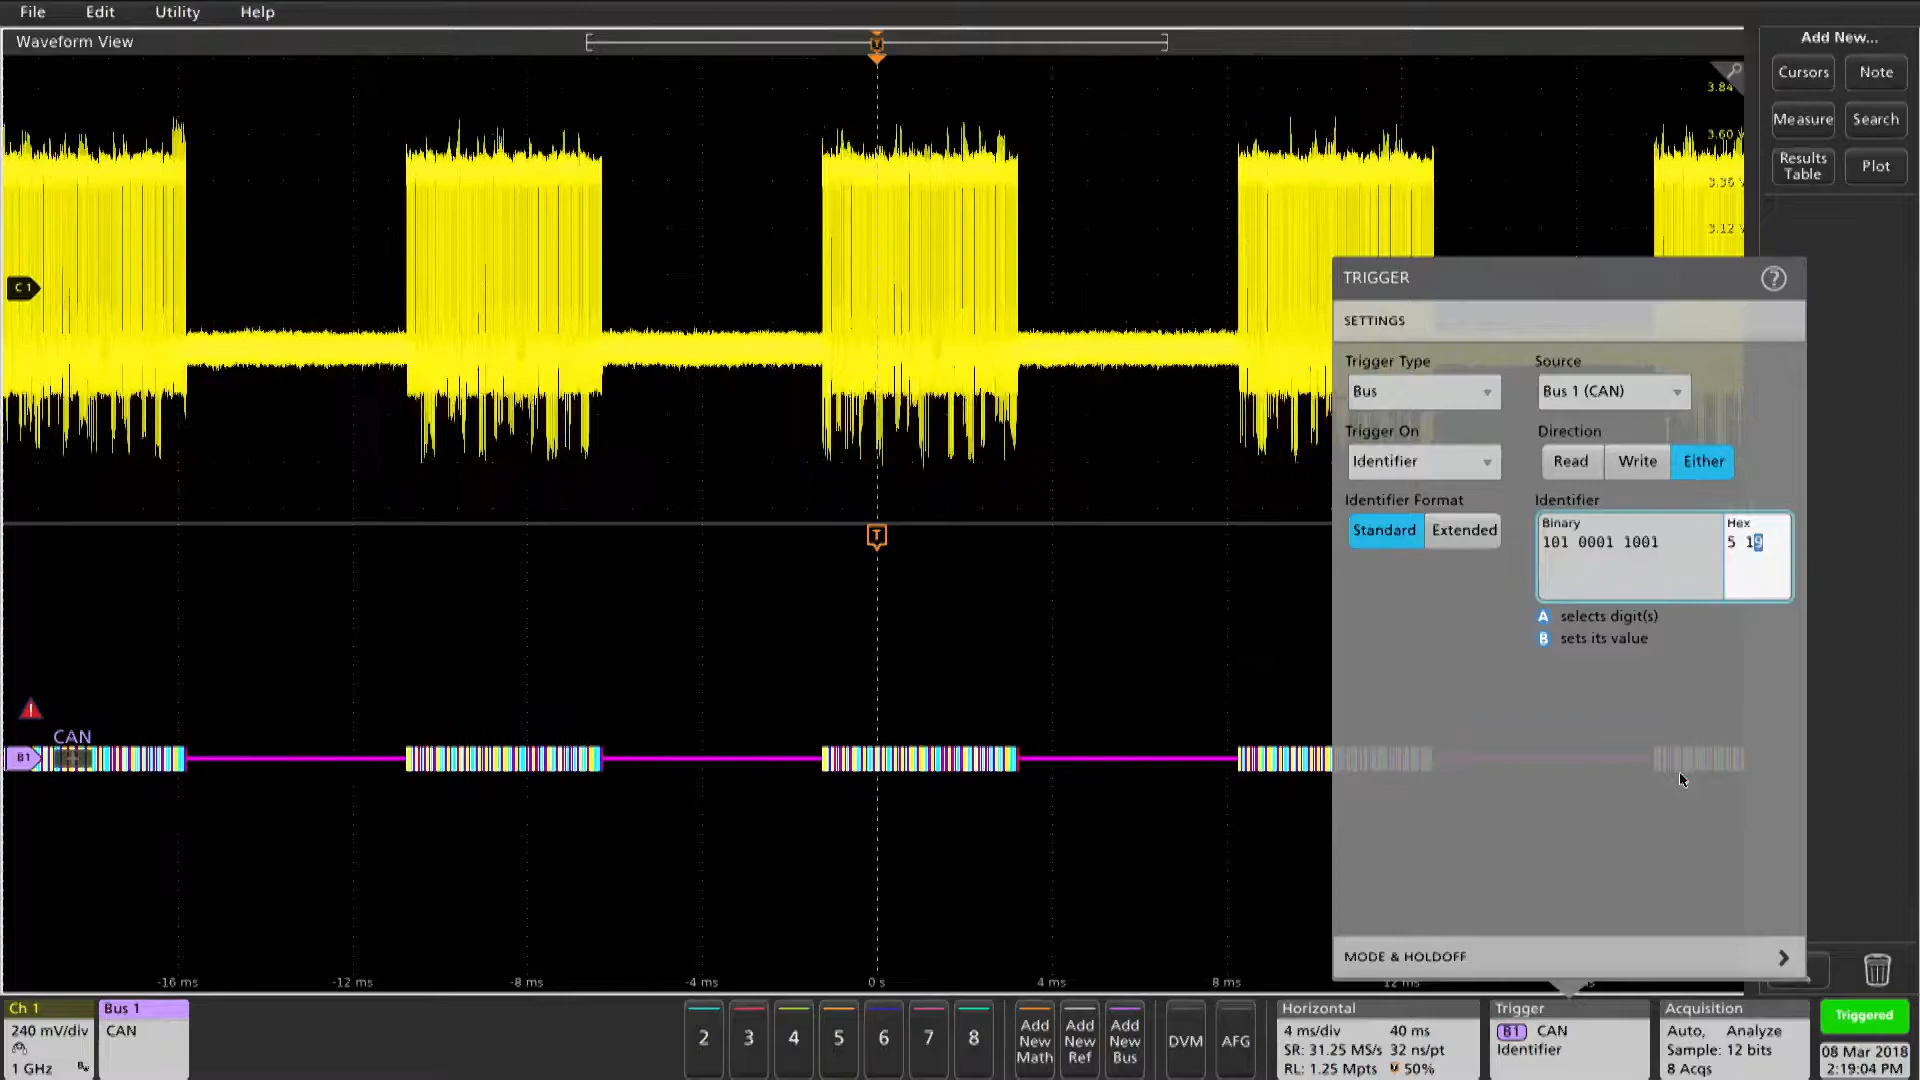 File Edit Utility Help
Waveform View
Add New...
Cursors Note
Measure Search
Results Table Plot
3.84
3.60 V
3.36 V
3.12 V
C 1
TRIGGER ?
SETTINGS
Trigger Type Source
Bus Bus 1 (CAN)
Trigger On Direction
Identifier Read Write Either
Identifier Format Identifier
Standard Extended
Binary Hex
101 0001 1001 5 19
A selects digit(s)
B sets its value
T
!
CAN
B1
MODE & HOLDOFF
-16 ms -12 ms -8 ms -4 ms 0 s 4 ms 8 ms 12 ms
Ch 1
240 mV/div
1 GHz
Bus 1
CAN
2 3 4 5 6 7 8
Add New Math
Add New Ref
Add New Bus
DVM AFG
Horizontal
4 ms/div 40 ms
SR: 31.25 MS/s 32 ns/pt
RL: 1.25 Mpts 50%
Trigger
B1 CAN
Identifier
Acquisition
Auto, Analyze
Sample: 12 bits
8 Acqs
Triggered
08 Mar 2018
2:19:04 PM